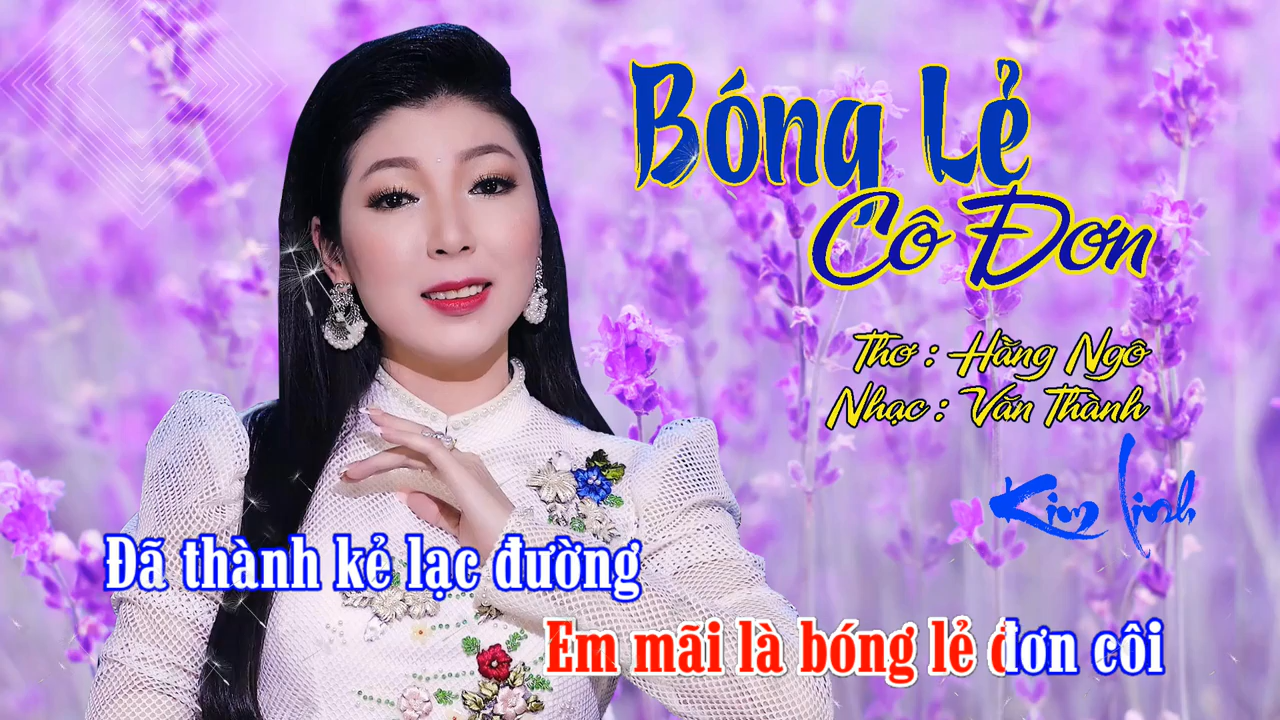 Bóng Lẻ
Cô Đơn
Thơ : Hằng Ngô
Nhạc : Văn Thành
Kim Linh
Đã thành kẻ lạc đường
Em mãi là bóng lẻ đơn côi